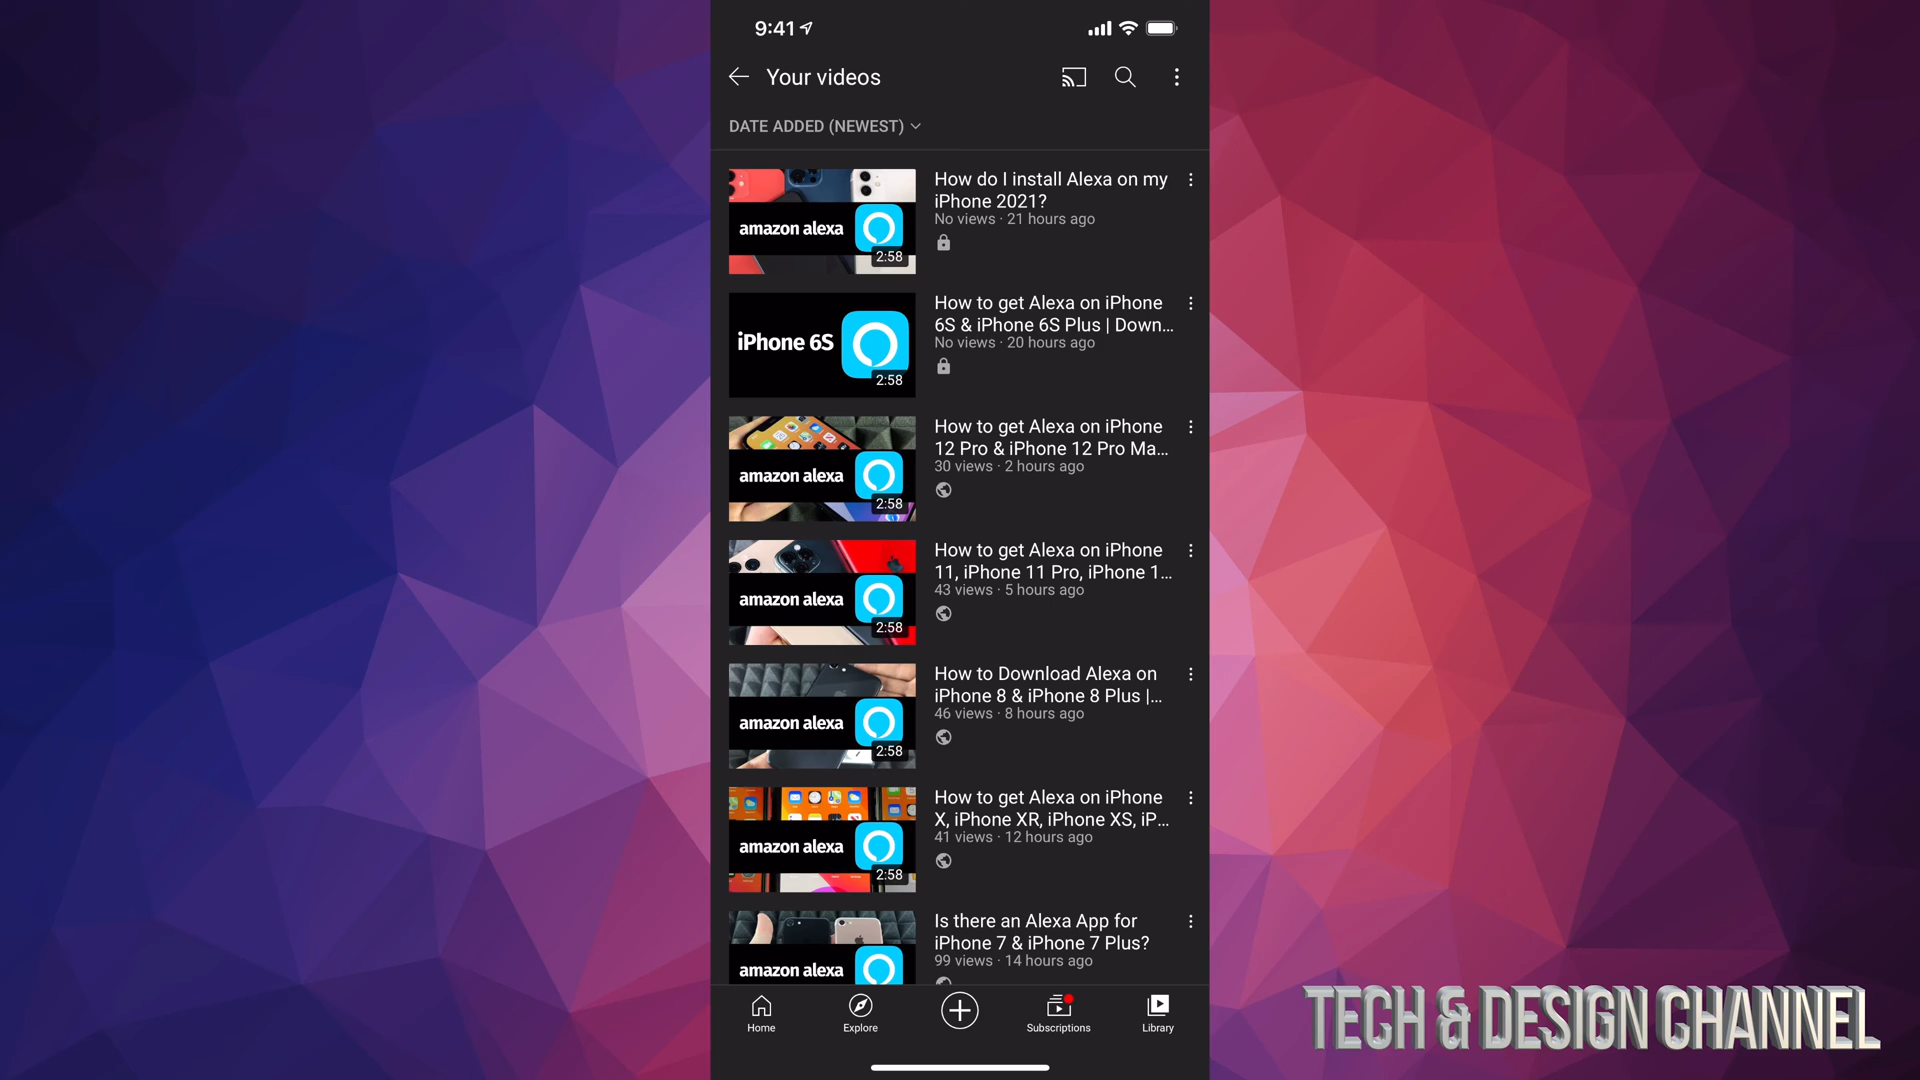 9:41
Your videos
DATE ADDED (NEWEST)
amazon alexa
2:58
How do I install Alexa on my
iPhone 2021?
No views · 21 hours ago
iPhone 6S
2:58
How to get Alexa on iPhone
6S & iPhone 6S Plus | Down...
No views · 20 hours ago
amazon alexa
2:58
How to get Alexa on iPhone
12 Pro & iPhone 12 Pro Ma...
30 views · 2 hours ago
amazon alexa
2:58
How to get Alexa on iPhone
11, iPhone 11 Pro, iPhone 1...
43 views · 5 hours ago
amazon alexa
2:58
How to Download Alexa on
iPhone 8 & iPhone 8 Plus |...
46 views · 8 hours ago
amazon alexa
2:58
How to get Alexa on iPhone
X, iPhone XR, iPhone XS, iP...
41 views · 12 hours ago
amazon alexa
Is there an Alexa App for
iPhone 7 & iPhone 7 Plus?
99 views · 14 hours ago
Home
Explore
Subscriptions
Library
TECH & DESIGN CHANNEL